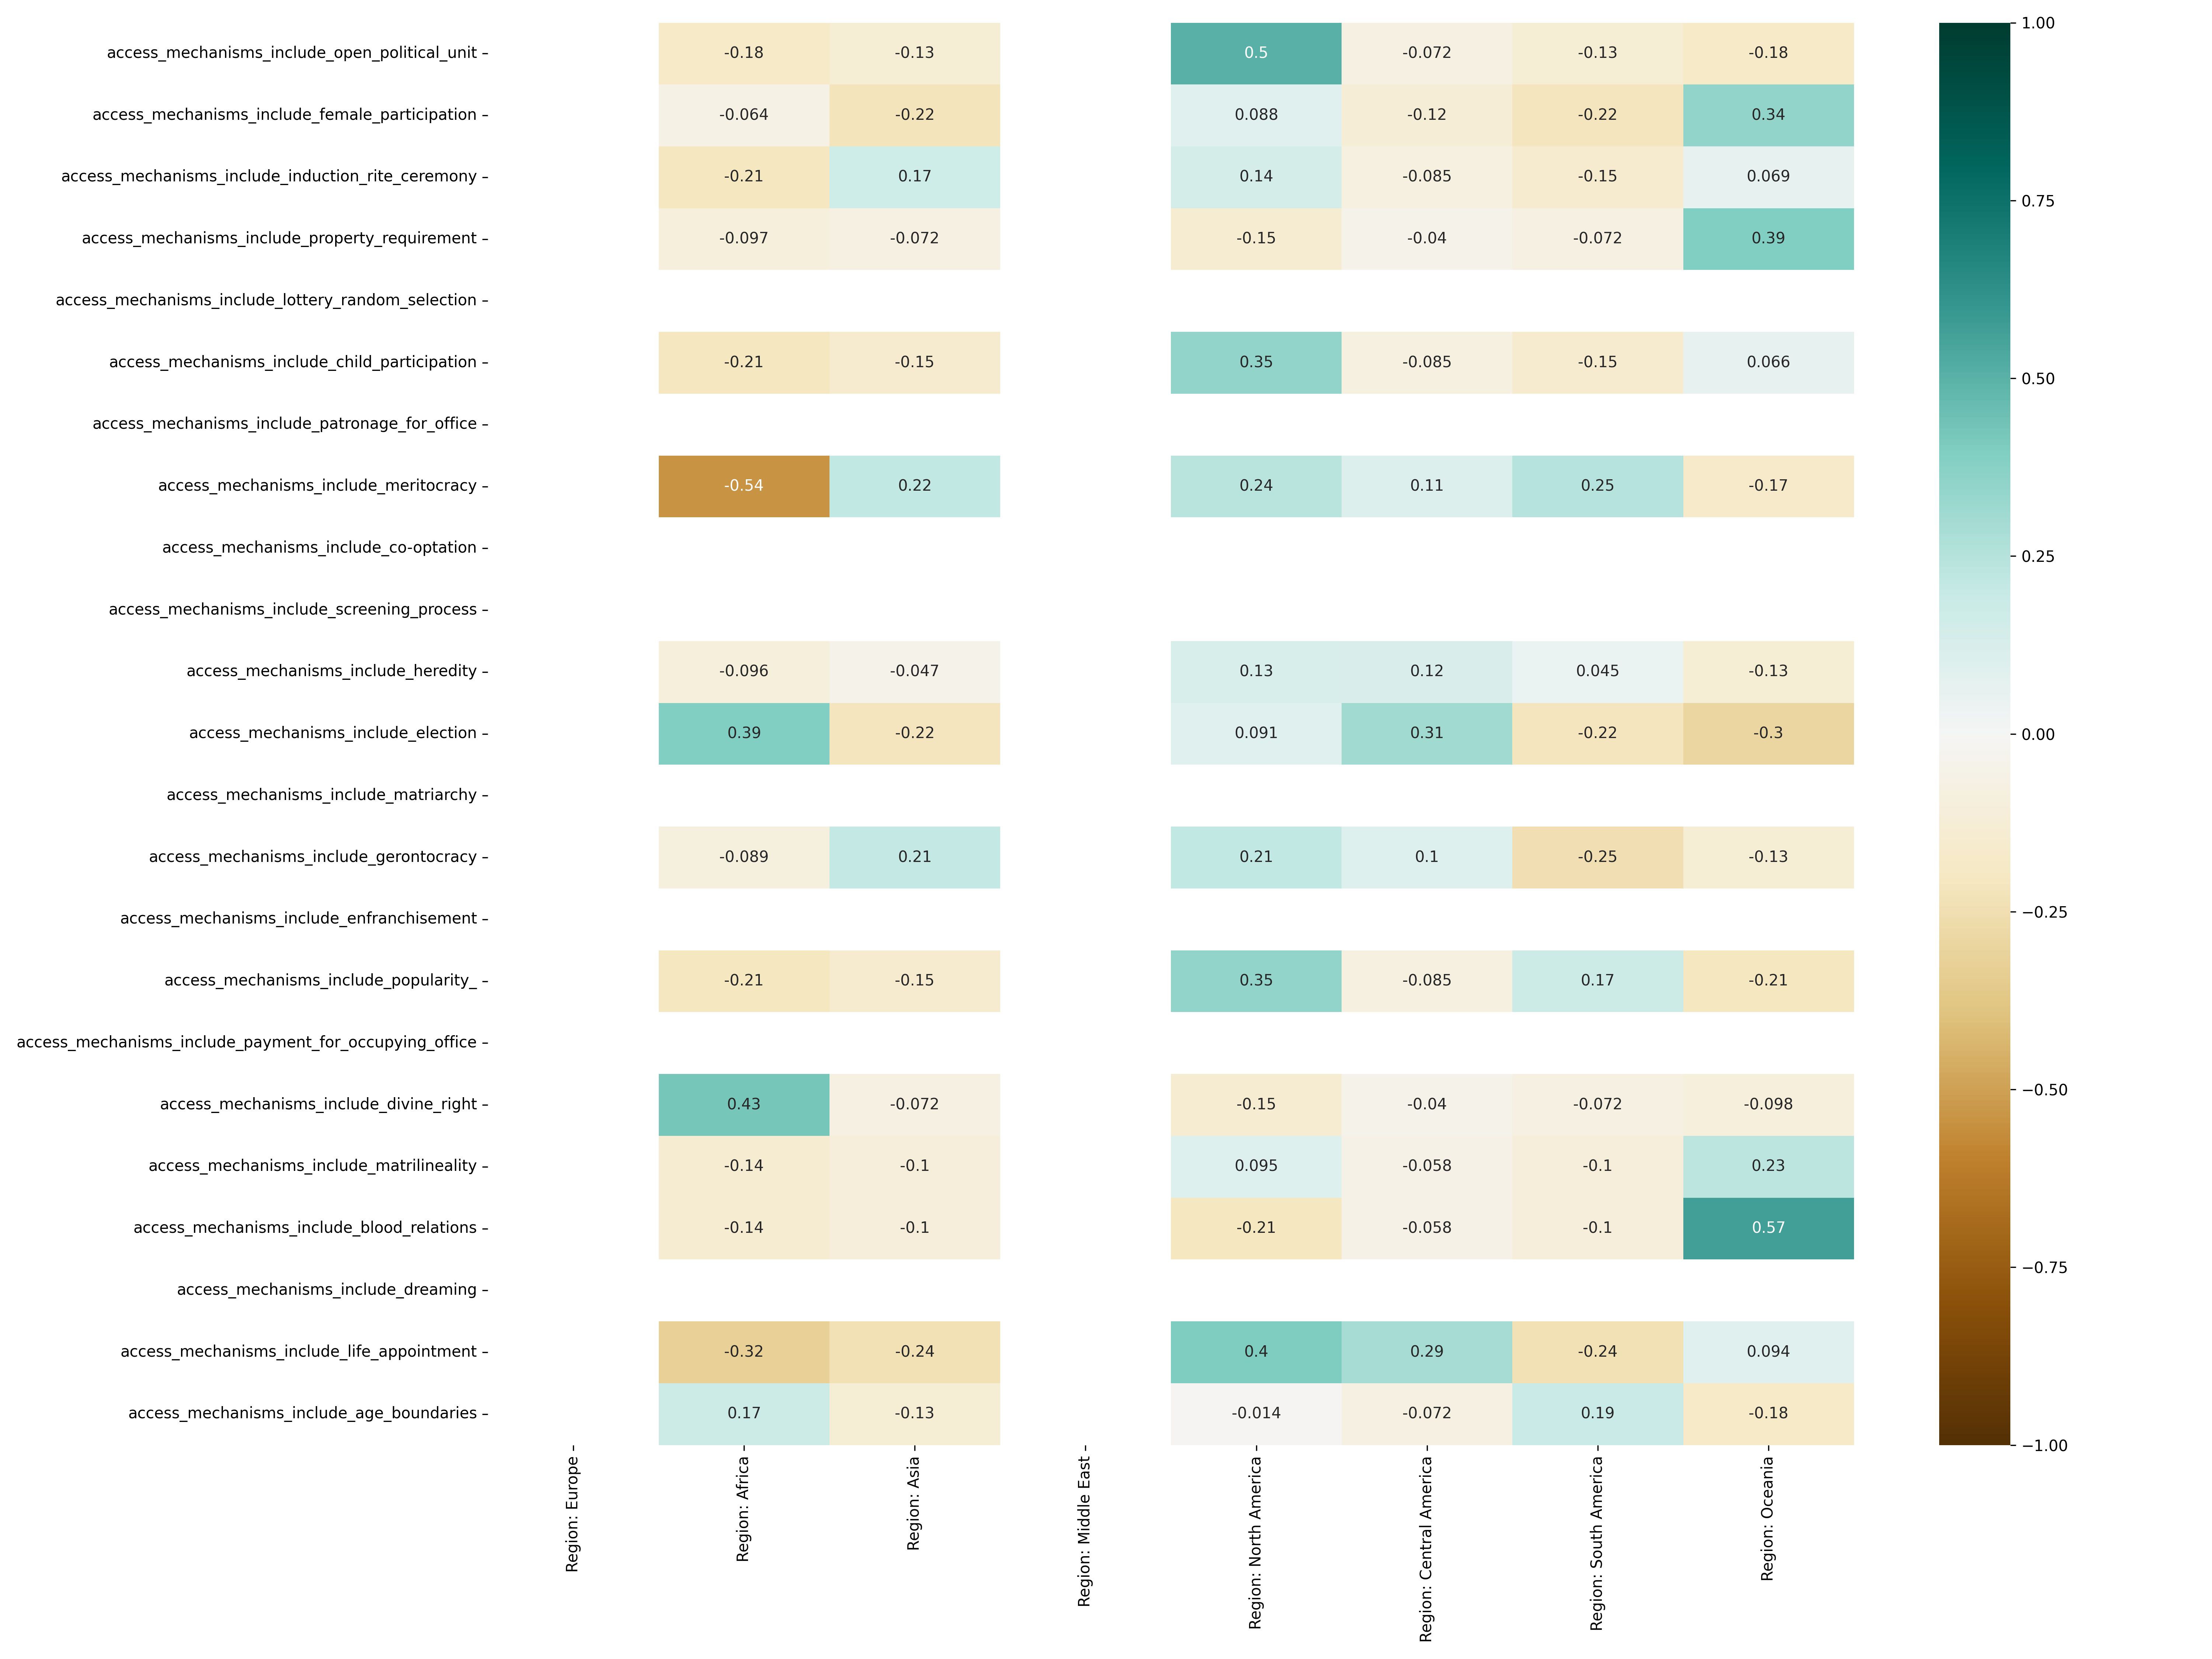 access_mechanisms_include_open_political_unit -0.18 -0.13 0.5 -0.072 -0.13 -0.18
access_mechanisms_include_female_participation -0.064 -0.22 0.088 -0.12 -0.22 0.34
access_mechanisms_include_induction_rite_ceremony -0.21 0.17 0.14 -0.085 -0.15 0.069
access_mechanisms_include_property_requirement -0.097 -0.072 -0.15 -0.04 -0.072 0.39
access_mechanisms_include_lottery_random_selection
access_mechanisms_include_child_participation -0.21 -0.15 0.35 -0.085 -0.15 0.066
access_mechanisms_include_patronage_for_office
access_mechanisms_include_meritocracy -0.54 0.22 0.24 0.11 0.25 -0.17
access_mechanisms_include_co-optation
access_mechanisms_include_screening_process
access_mechanisms_include_heredity -0.096 -0.047 0.13 0.12 0.045 -0.13
access_mechanisms_include_election 0.39 -0.22 0.091 0.31 -0.22 -0.3
access_mechanisms_include_matriarchy
access_mechanisms_include_gerontocracy -0.089 0.21 0.21 0.1 -0.25 -0.13
access_mechanisms_include_enfranchisement
access_mechanisms_include_popularity_ -0.21 -0.15 0.35 -0.085 0.17 -0.21
access_mechanisms_include_payment_for_occupying_office
access_mechanisms_include_divine_right 0.43 -0.072 -0.15 -0.04 -0.072 -0.098
access_mechanisms_include_matrilineality -0.14 -0.1 0.095 -0.058 -0.1 0.23
access_mechanisms_include_blood_relations -0.14 -0.1 -0.21 -0.058 -0.1 0.57
access_mechanisms_include_dreaming
access_mechanisms_include_life_appointment -0.32 -0.24 0.4 0.29 -0.24 0.094
access_mechanisms_include_age_boundaries 0.17 -0.13 -0.014 -0.072 0.19 -0.18
Region: Europe
Region: Africa
Region: Asia
Region: Middle East
Region: North America
Region: Central America
Region: South America
Region: Oceania
1.00
0.75
0.50
0.25
0.00
−0.25
−0.50
−0.75
−1.00